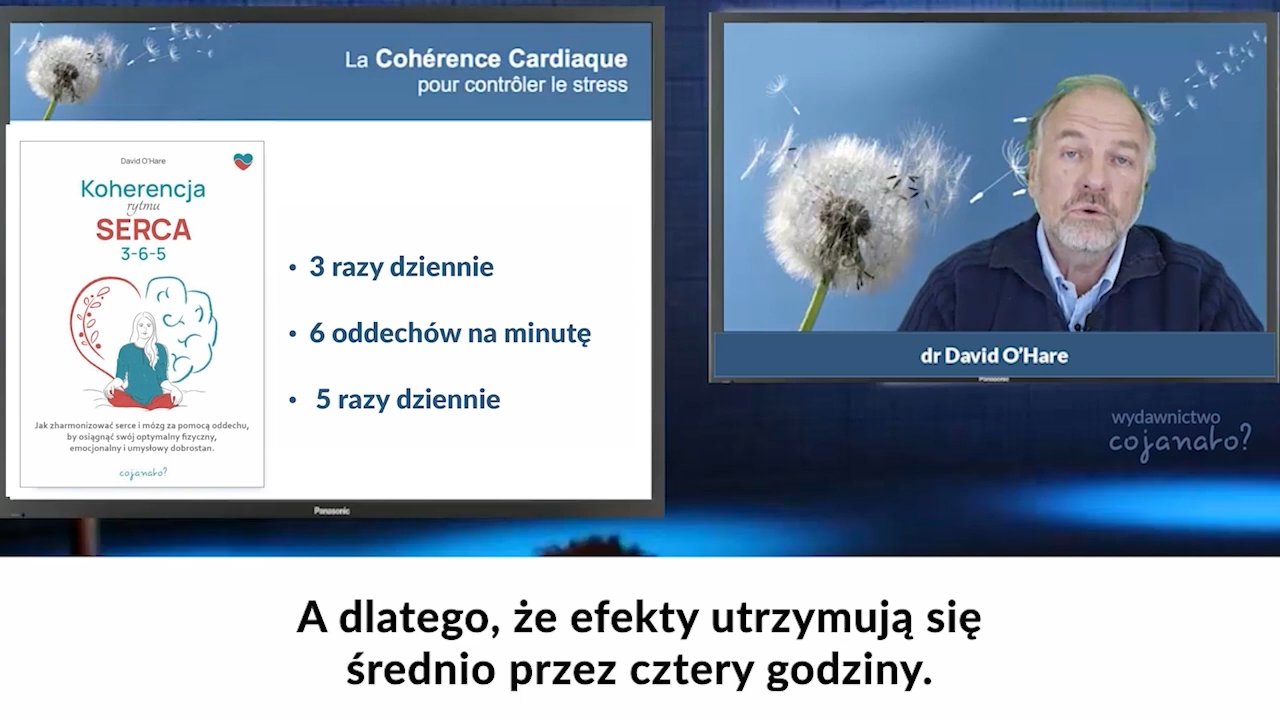 La Cohérence Cardiaque
pour contrôler le stress
David O'Hare
Koherencja
rytmu
SERCA
3-6-5
Jak zharmonizować serce i mózg za pomocą oddechu,
by osiągnąć swój optymalny fizyczny,
emocjonalny i umysłowy dobrostan.
cojanato?
• 3 razy dziennie
• 6 oddechów na minutę
• 5 razy dziennie
Panasonic
dr David O'Hare
Panasonic
wydawnictwo
cojanato?
A dlatego, że efekty utrzymują się
średnio przez cztery godziny.